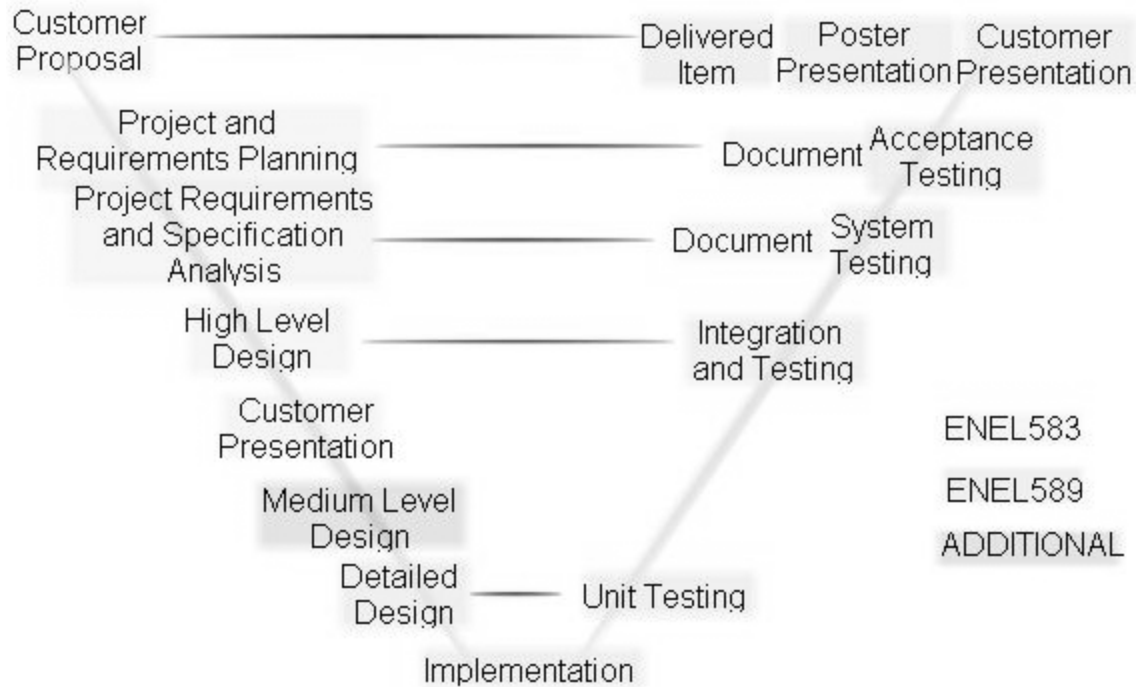 Customer
Proposal
Delivered
Item
Poster
Presentation
Customer
Presentation
Project and
Requirements Planning
Document
Acceptance
Testing
Project Requirements
and Specification
Analysis
Document
System
Testing
High Level
Design
Integration
and Testing
Customer
Presentation
ENEL583
Medium Level
Design
ENEL589
ADDITIONAL
Detailed
Design
Unit Testing
Implementation